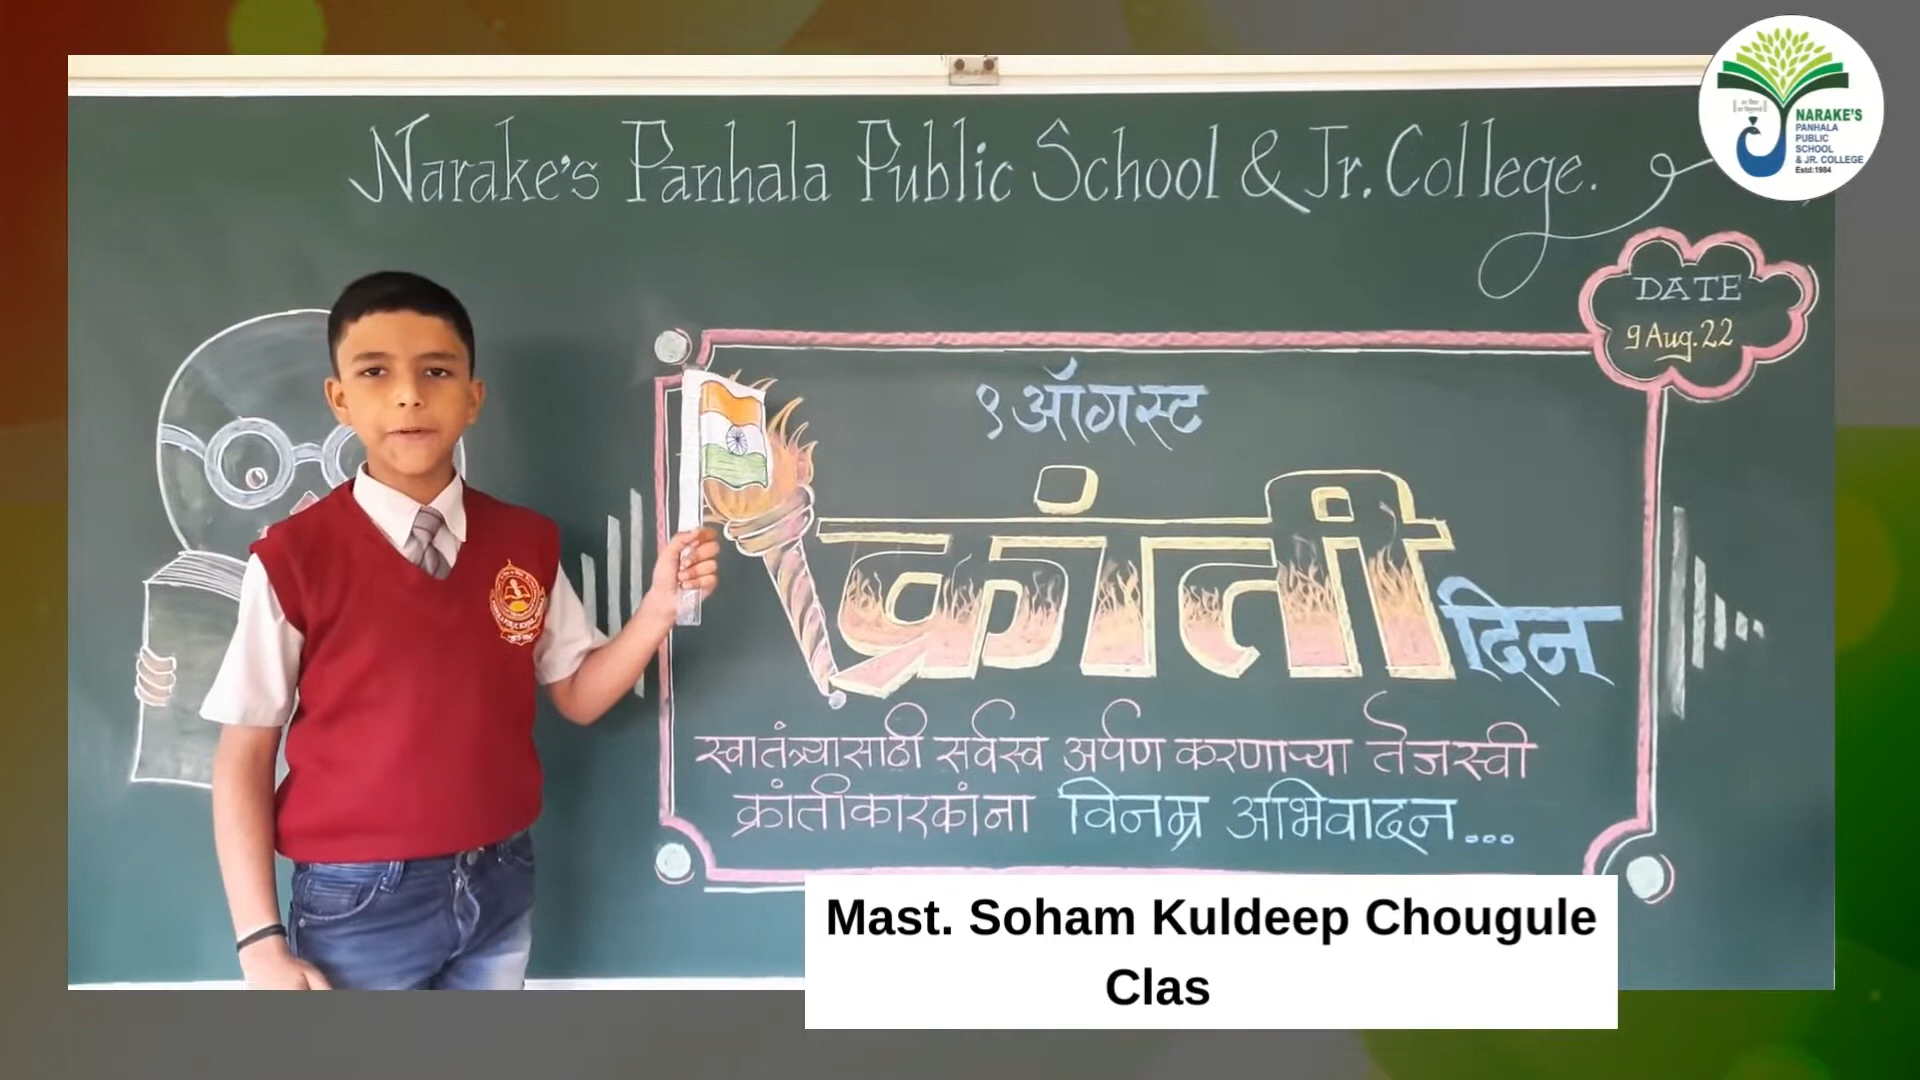 Narake's Panhala Public School & Jr. College.
NARAKE'S
PANHALA
PUBLIC
SCHOOL
& JR. COLLEGE
Estd:1984
DATE
9 Aug. 22
९ ऑगस्ट
क्रांती दिन
स्वातंत्र्यासाठी सर्वस्व अर्पण करणाऱ्या तेजस्वी
क्रांतीकारकांना विनम्र अभिवादन...
Mast. Soham Kuldeep Chougule
Clas